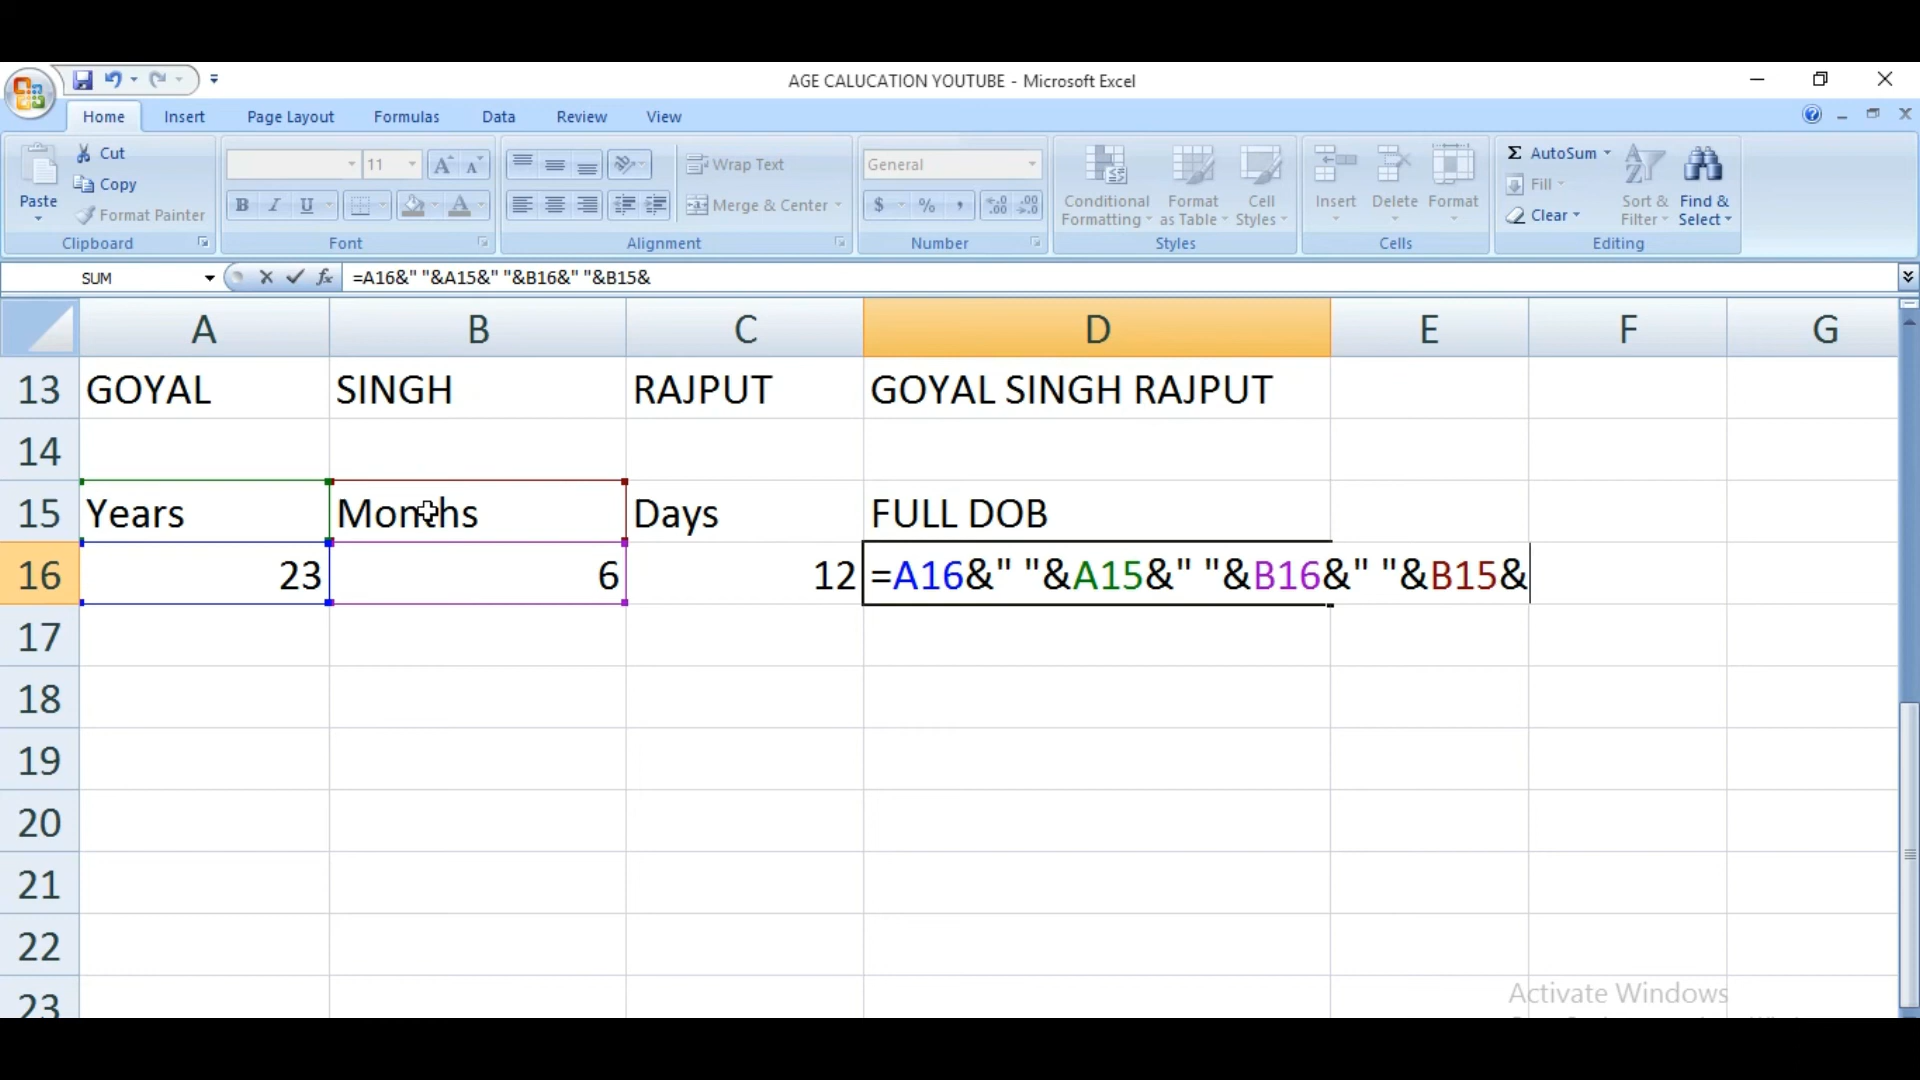 AGE CALUCATION YOUTUBE - Microsoft Excel
Home Insert Page Layout Formulas Data Review View
Paste Cut Copy Format Painter Clipboard
11 B I U Font
Wrap Text Merge & Center Alignment
General $ % , Number
Conditional Formatting Format as Table Cell Styles Styles
Insert Delete Format Cells
Σ AutoSum Fill Clear Sort & Filter Find & Select Editing
SUM fx =A16&" "&A15&" "&B16&" "&B15&
A B C D E F G
13 GOYAL SINGH RAJPUT GOYAL SINGH RAJPUT
14
15 Years Months Days FULL DOB
16 23 6 12 =A16&" "&A15&" "&B16&" "&B15&
17
18
19
20
21
22
23
Activate Windows